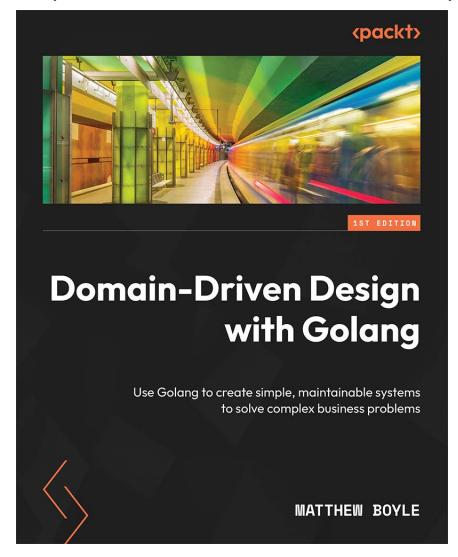 <packt>
1ST EDITION
Domain-Driven Design
with Golang
Use Golang to create simple, maintainable systems
to solve complex business problems
MATTHEW BOYLE